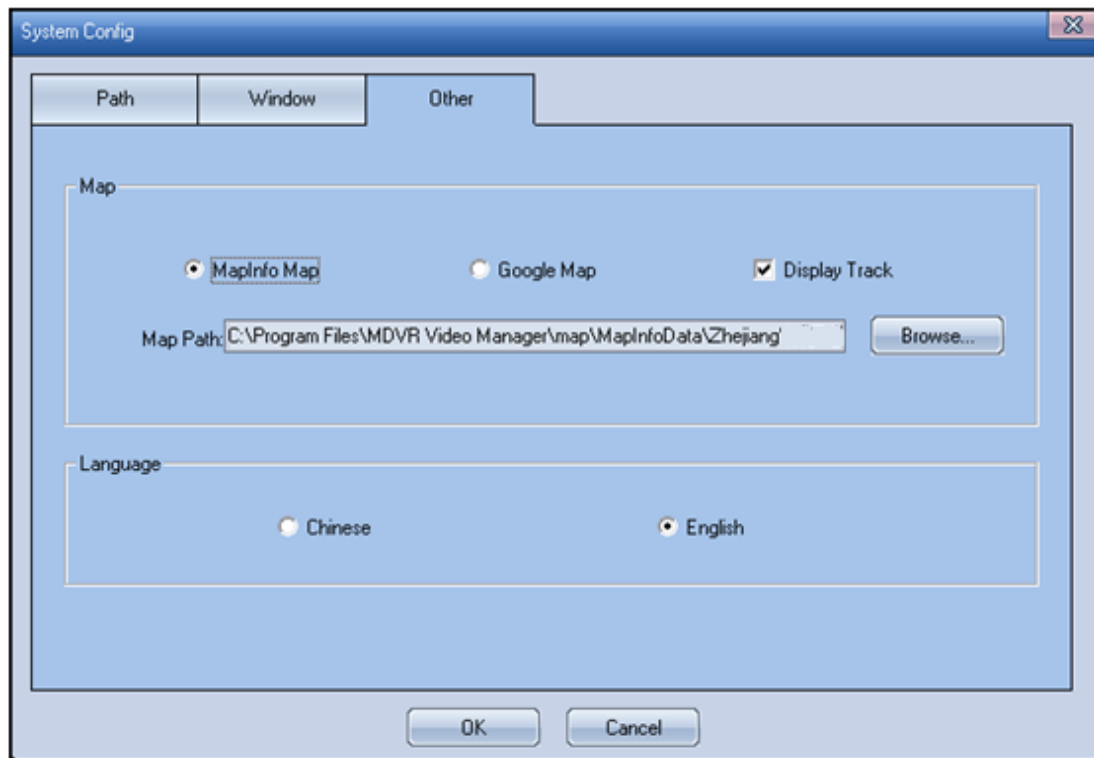 System Config
Path Window Other
Map
MapInfo Map Google Map Display Track
Map Path: C:\Program Files\MDVR Video Manager\map\MapInfoData\Zhejiang' Browse...
Language
Chinese English
OK Cancel